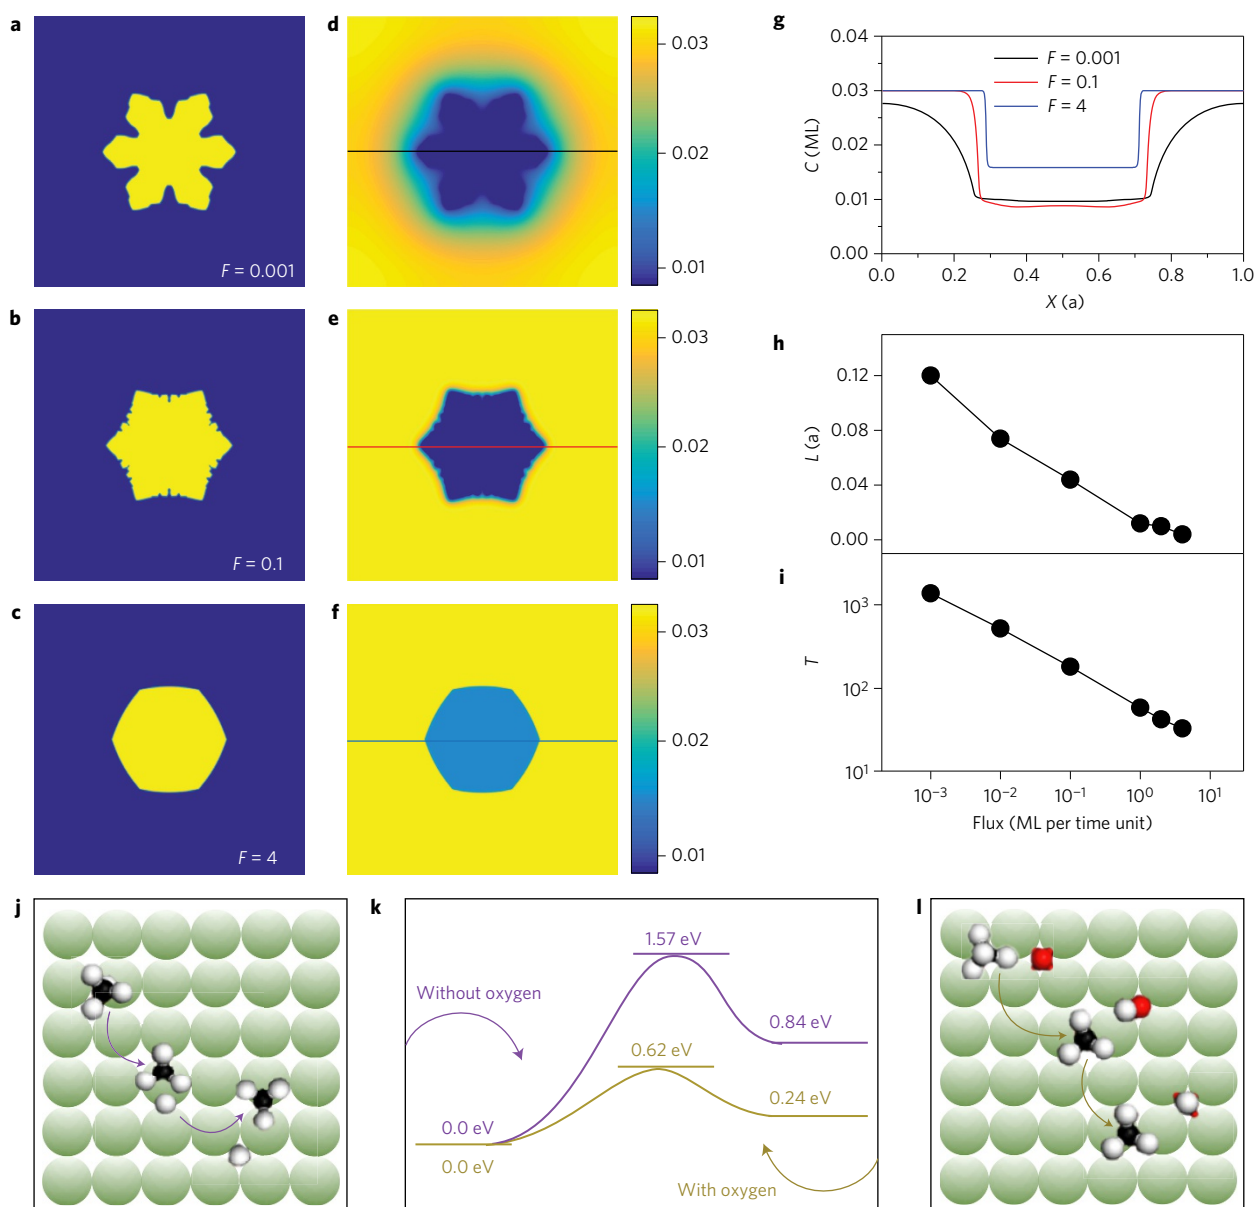 a
F = 0.001
b
F = 0.1
c
F = 4
d
0.03
0.02
0.01
e
0.03
0.02
0.01
f
0.03
0.02
0.01
g
C (ML)
0.04
0.03
0.02
0.01
0.00
F = 0.001
F = 0.1
F = 4
0.0 0.2 0.4 0.6 0.8 1.0
X (a)
h
L (a)
0.12
0.08
0.04
0.00
i
T
10³
10²
10¹
10⁻³ 10⁻² 10⁻¹ 10⁰ 10¹
Flux (ML per time unit)
j
k
1.57 eV
Without oxygen
0.84 eV
0.62 eV
0.24 eV
0.0 eV
0.0 eV
With oxygen
l